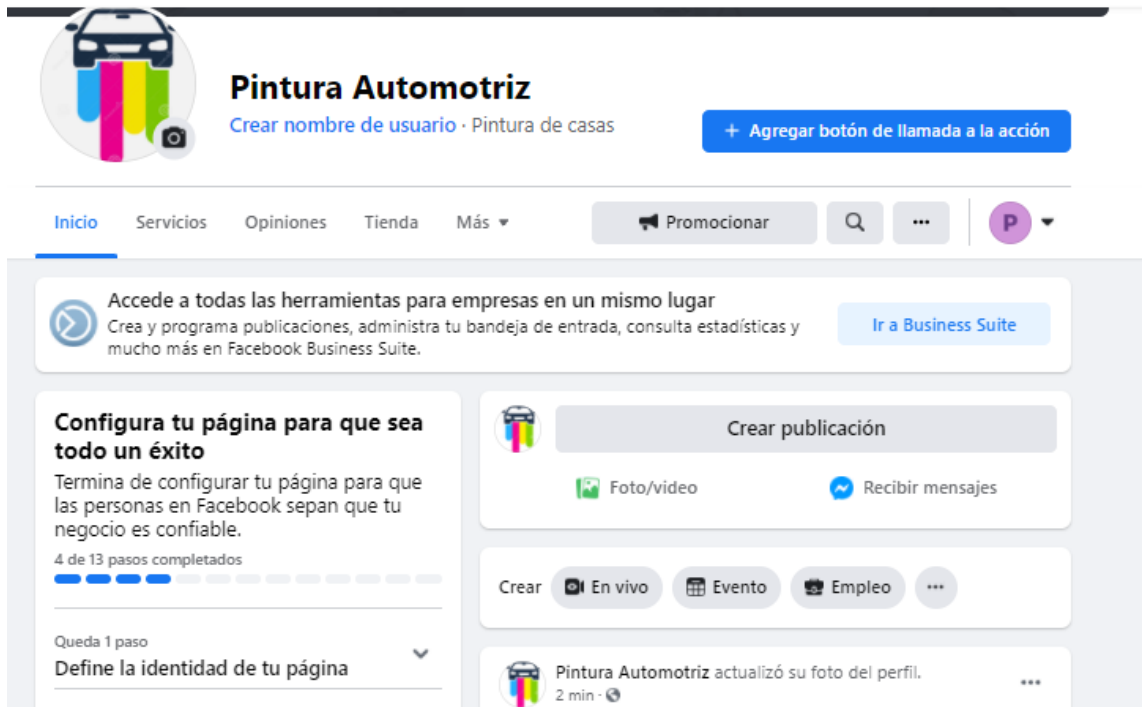 Pintura Automotriz
Crear nombre de usuario · Pintura de casas
+ Agregar botón de llamada a la acción
Inicio Servicios Opiniones Tienda Más
Promocionar
P
Accede a todas las herramientas para empresas en un mismo lugar
Crea y programa publicaciones, administra tu bandeja de entrada, consulta estadísticas y
mucho más en Facebook Business Suite.
Ir a Business Suite
Configura tu página para que sea
todo un éxito
Termina de configurar tu página para que
las personas en Facebook sepan que tu
negocio es confiable.
4 de 13 pasos completados
Queda 1 paso
Define la identidad de tu página
Crear publicación
Foto/video Recibir mensajes
Crear En vivo Evento Empleo
Pintura Automotriz actualizó su foto del perfil.
2 min ·